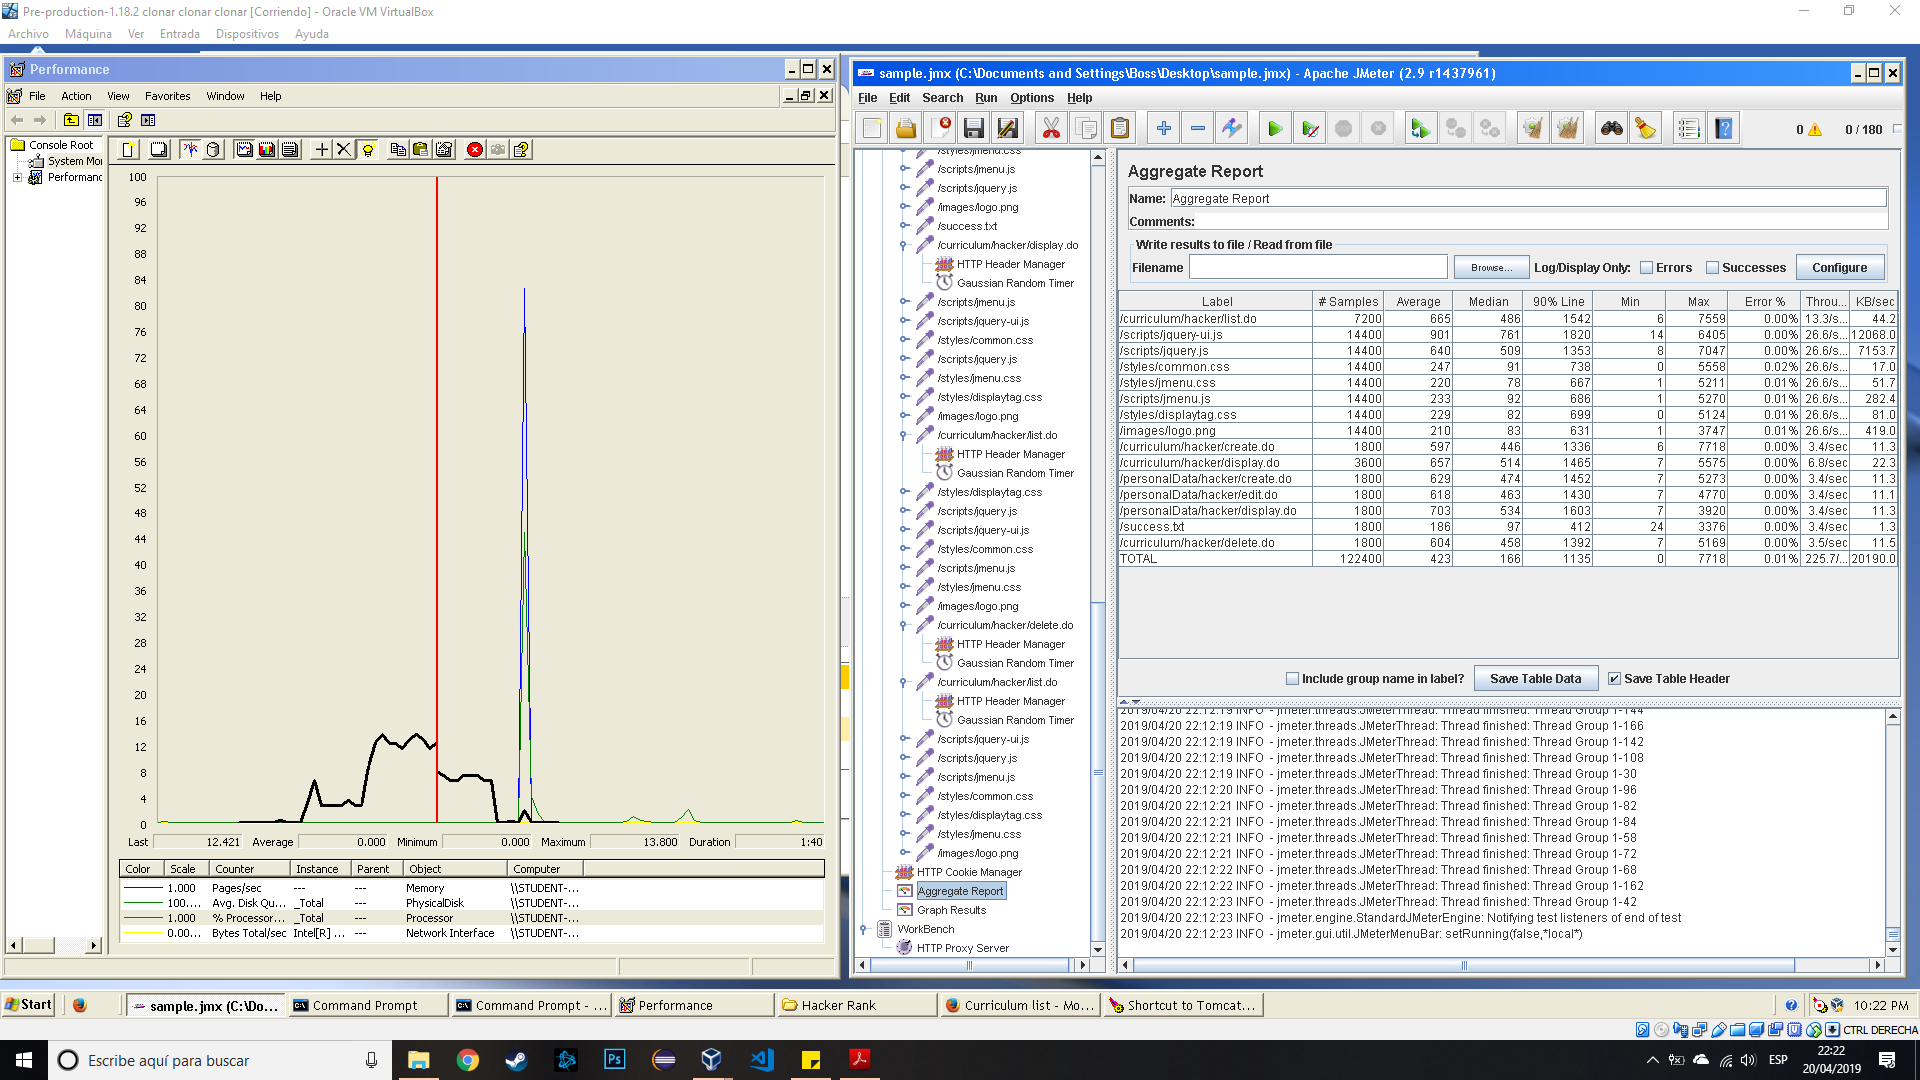 Pre-production-1.18.2 clonar clonar clonar [Corriendo] - Oracle VM VirtualBox
Archivo Máquina Ver Entrada Dispositivos Ayuda
Performance
File Action View Favorites Window Help
Console Root
System Mo
Performanc
100
96
92
88
84
80
76
72
68
64
60
56
52
48
44
40
36
32
28
24
20
16
12
8
4
0
Last 12.421 Average 0.000 Minimum 0.000 Maximum 13.800 Duration 1:40
Color Scale Counter Instance Parent Object Computer
1.000 Pages/sec --- --- Memory \\STUDENT-...
100.... Avg. Disk Qu... _Total --- PhysicalDisk \\STUDENT-...
1.000 % Processor... _Total --- Processor \\STUDENT-...
0.00... Bytes Total/sec Intel[R] ... --- Network Interface \\STUDENT-...
sample.jmx (C:\Documents and Settings\Boss\Desktop\sample.jmx) - Apache JMeter (2.9 r1437961)
File Edit Search Run Options Help
0 0 / 180
/styles/jmenu.css
/scripts/jmenu.js
/scripts/jquery.js
/images/logo.png
/success.txt
/curriculum/hacker/display.do
HTTP Header Manager
Gaussian Random Timer
/scripts/jmenu.js
/scripts/jquery-ui.js
/styles/common.css
/scripts/jquery.js
/styles/jmenu.css
/styles/displaytag.css
/images/logo.png
/curriculum/hacker/list.do
HTTP Header Manager
Gaussian Random Timer
/styles/displaytag.css
/scripts/jquery.js
/scripts/jquery-ui.js
/styles/common.css
/scripts/jmenu.js
/styles/jmenu.css
/images/logo.png
/curriculum/hacker/delete.do
HTTP Header Manager
Gaussian Random Timer
/curriculum/hacker/list.do
HTTP Header Manager
Gaussian Random Timer
/scripts/jquery-ui.js
/scripts/jquery.js
/scripts/jmenu.js
/styles/common.css
/styles/displaytag.css
/styles/jmenu.css
/images/logo.png
HTTP Cookie Manager
Aggregate Report
Graph Results
WorkBench
HTTP Proxy Server
Aggregate Report
Name: Aggregate Report
Comments:
Write results to file / Read from file
Filename Browse... Log/Display Only: Errors Successes Configure
Label # Samples Average Median 90% Line Min Max Error % Throu... KB/sec
/curriculum/hacker/list.do 7200 665 486 1542 6 7559 0.00% 13.3/s... 44.2
/scripts/jquery-ui.js 14400 901 761 1820 14 6405 0.00% 26.6/s... 12068.0
/scripts/jquery.js 14400 640 509 1353 8 7047 0.00% 26.6/s... 7153.7
/styles/common.css 14400 247 91 738 0 5558 0.02% 26.6/s... 17.0
/styles/jmenu.css 14400 220 78 667 1 5211 0.01% 26.6/s... 51.7
/scripts/jmenu.js 14400 233 92 686 1 5270 0.01% 26.6/s... 282.4
/styles/displaytag.css 14400 229 82 699 0 5124 0.01% 26.6/s... 81.0
/images/logo.png 14400 210 83 631 1 3747 0.01% 26.6/s... 419.0
/curriculum/hacker/create.do 1800 597 446 1336 6 7718 0.00% 3.4/sec 11.3
/curriculum/hacker/display.do 3600 657 514 1465 7 5575 0.00% 6.8/sec 22.3
/personalData/hacker/create.do 1800 629 474 1452 7 5273 0.00% 3.4/sec 11.3
/personalData/hacker/edit.do 1800 618 463 1430 7 4770 0.00% 3.4/sec 11.1
/personalData/hacker/display.do 1800 703 534 1603 7 3920 0.00% 3.4/sec 11.3
/success.txt 1800 186 97 412 24 3376 0.00% 3.4/sec 1.3
/curriculum/hacker/delete.do 1800 604 458 1392 7 5169 0.00% 3.5/sec 11.5
TOTAL 122400 423 166 1135 0 7718 0.01% 225.7/... 20190.0
Include group name in label? Save Table Data Save Table Header
2019/04/20 22:12:19 INFO - jmeter.threads.JMeterThread: Thread finished: Thread Group 1-144
2019/04/20 22:12:19 INFO - jmeter.threads.JMeterThread: Thread finished: Thread Group 1-166
2019/04/20 22:12:19 INFO - jmeter.threads.JMeterThread: Thread finished: Thread Group 1-142
2019/04/20 22:12:19 INFO - jmeter.threads.JMeterThread: Thread finished: Thread Group 1-108
2019/04/20 22:12:19 INFO - jmeter.threads.JMeterThread: Thread finished: Thread Group 1-30
2019/04/20 22:12:20 INFO - jmeter.threads.JMeterThread: Thread finished: Thread Group 1-96
2019/04/20 22:12:21 INFO - jmeter.threads.JMeterThread: Thread finished: Thread Group 1-82
2019/04/20 22:12:21 INFO - jmeter.threads.JMeterThread: Thread finished: Thread Group 1-84
2019/04/20 22:12:21 INFO - jmeter.threads.JMeterThread: Thread finished: Thread Group 1-58
2019/04/20 22:12:21 INFO - jmeter.threads.JMeterThread: Thread finished: Thread Group 1-72
2019/04/20 22:12:22 INFO - jmeter.threads.JMeterThread: Thread finished: Thread Group 1-68
2019/04/20 22:12:22 INFO - jmeter.threads.JMeterThread: Thread finished: Thread Group 1-162
2019/04/20 22:12:23 INFO - jmeter.threads.JMeterThread: Thread finished: Thread Group 1-42
2019/04/20 22:12:23 INFO - jmeter.engine.StandardJMeterEngine: Notifying test listeners of end of test
2019/04/20 22:12:23 INFO - jmeter.gui.util.JMeterMenuBar: setRunning(false,*local*)
Start sample.jmx (C:\Do... Command Prompt Command Prompt - ... Performance Hacker Rank Curriculum list - Mo... Shortcut to Tomcat... 10:22 PM
CTRL DERECHA
Escribe aquí para buscar
ESP
22:22
20/04/2019